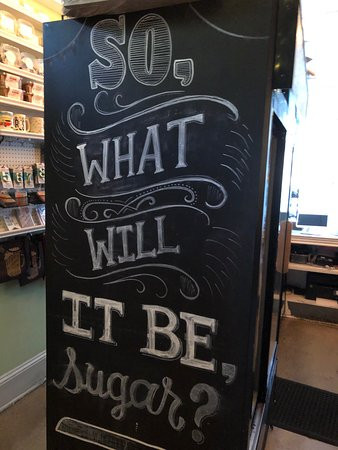 SO,
WHAT
WILL
IT BE,
sugar?